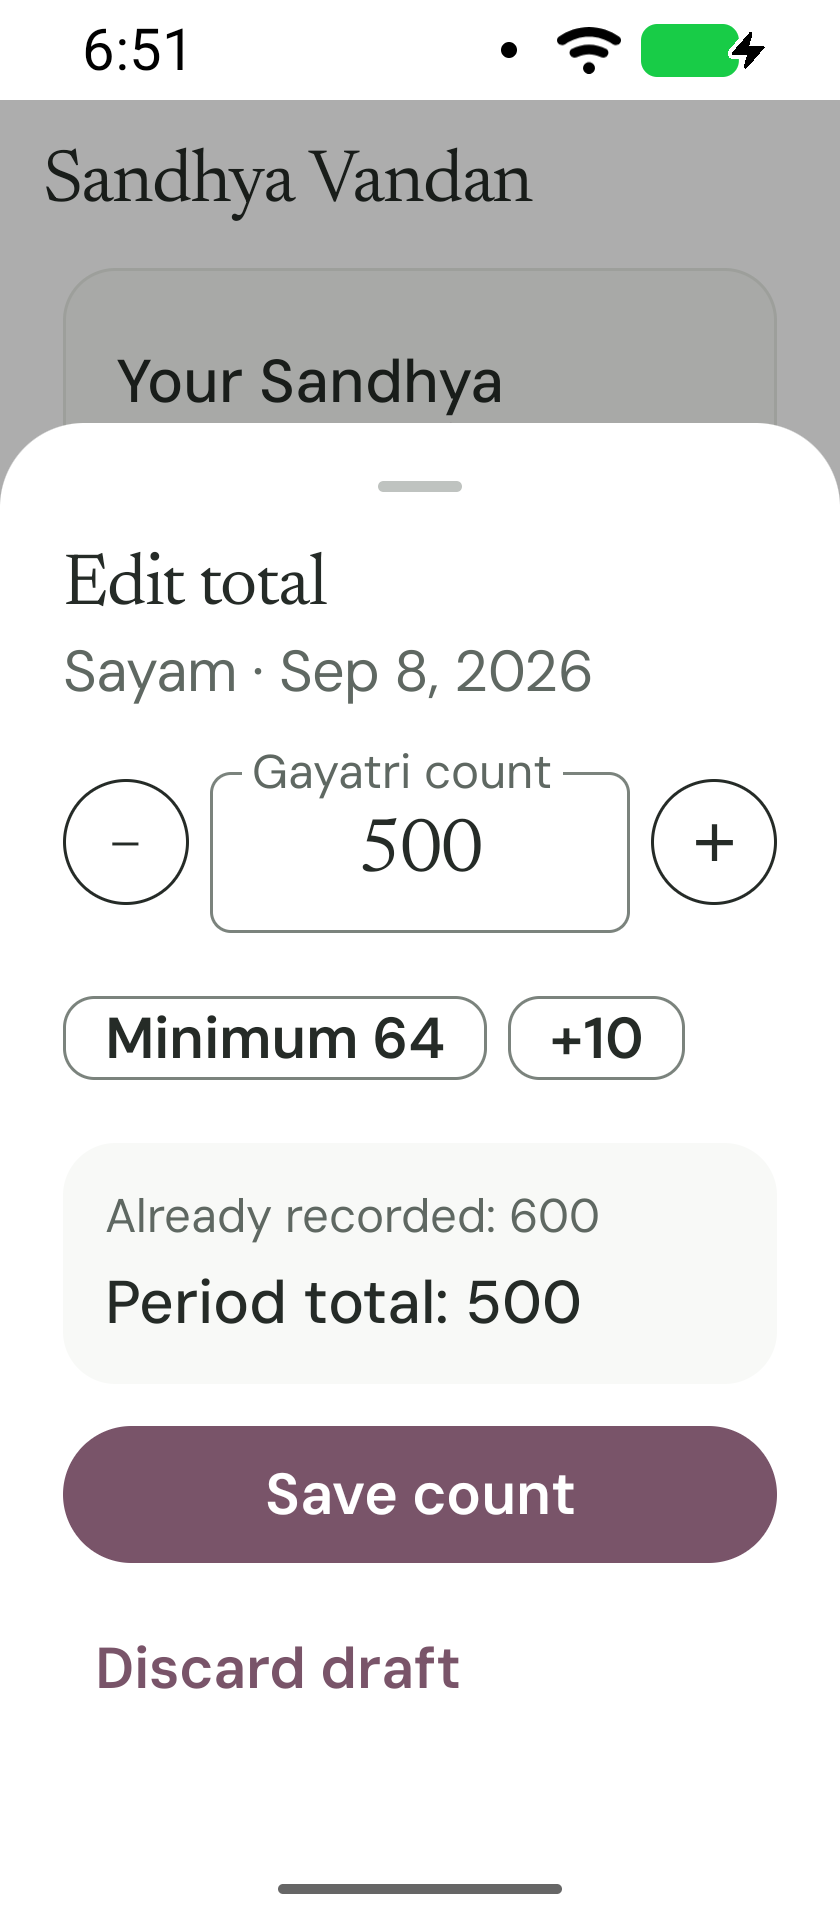 6:51
Sandhya Vandan
Your Sandhya
Edit total
Sayam · Sep 8, 2026
Gayatri count
− 500 +
Minimum 64 +10
Already recorded: 600
Period total: 500
Save count
Discard draft